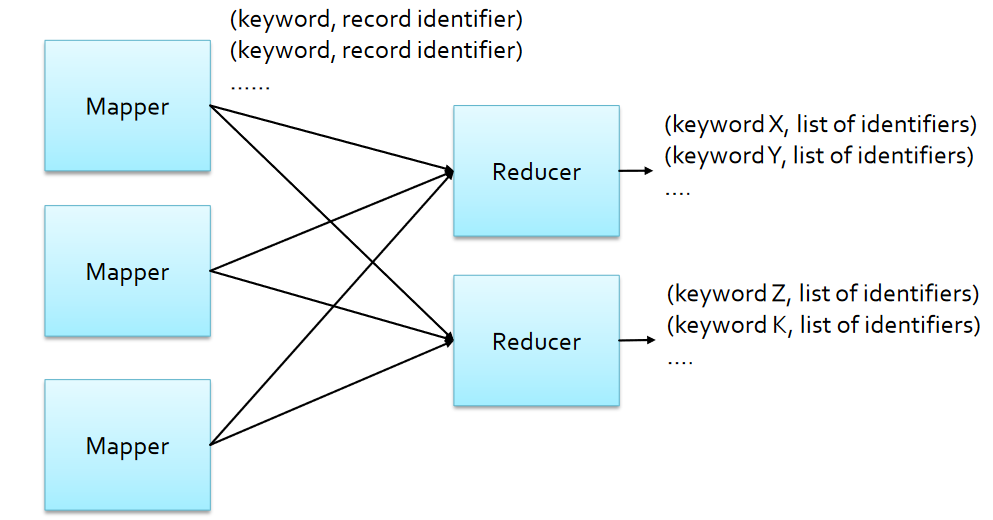 (keyword, record identifier)
(keyword, record identifier)
......
Mapper
Mapper
Mapper
Reducer
(keyword X, list of identifiers)
(keyword Y, list of identifiers)
....
Reducer
(keyword Z, list of identifiers)
(keyword K, list of identifiers)
....